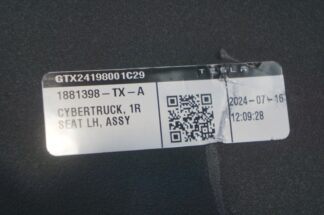 GTX24198001C29
TESLA
1881398-TX-A
CYBERTRUCK, 1R
SEAT LH, ASSY
2024-07-16
12:09:28